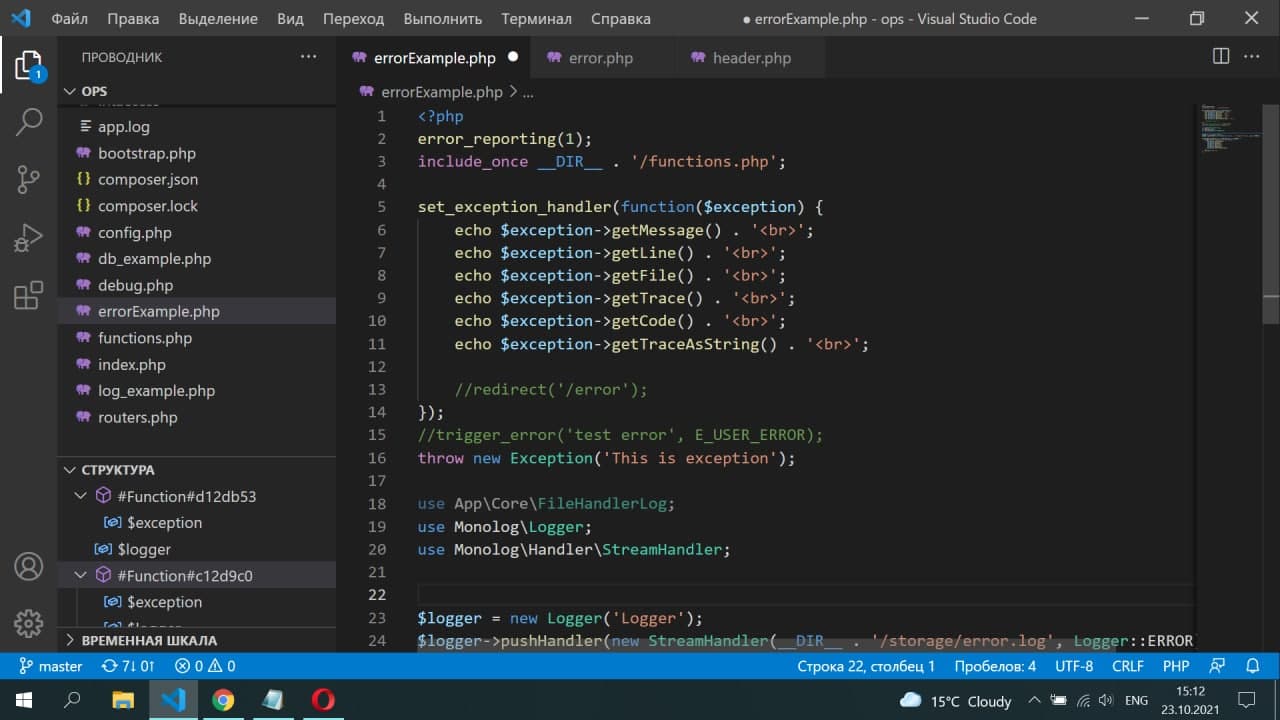 Файл Правка Выделение Вид Переход Выполнить Терминал Справка ● errorExample.php - ops - Visual Studio Code
ПРОВОДНИК ...
errorExample.php error.php header.php
OPS
errorExample.php > ...
app.log
bootstrap.php
{} composer.json
{} composer.lock
config.php
db_example.php
debug.php
errorExample.php
functions.php
index.php
log_example.php
routers.php
СТРУКТУРА
#Function#d12db53
$exception
$logger
#Function#c12d9c0
$exception
ВРЕМЕННАЯ ШКАЛА
1
1 <?php
2 error_reporting(1);
3 include_once __DIR__ . '/functions.php';
4
5 set_exception_handler(function($exception) {
6 echo $exception->getMessage() . '<br>';
7 echo $exception->getLine() . '<br>';
8 echo $exception->getFile() . '<br>';
9 echo $exception->getTrace() . '<br>';
10 echo $exception->getCode() . '<br>';
11 echo $exception->getTraceAsString() . '<br>';
12
13 //redirect('/error');
14 });
15 //trigger_error('test error', E_USER_ERROR);
16 throw new Exception('This is exception');
17
18 use App\Core\FileHandlerLog;
19 use Monolog\Logger;
20 use Monolog\Handler\StreamHandler;
21
22
23 $logger = new Logger('Logger');
24 $logger->pushHandler(new StreamHandler(__DIR__ . '/storage/error.log', Logger::ERROR
master 7↓ 0↑ 0 0 Строка 22, столбец 1 Пробелов: 4 UTF-8 CRLF PHP
15°C Cloudy ENG 15:12
23.10.2021